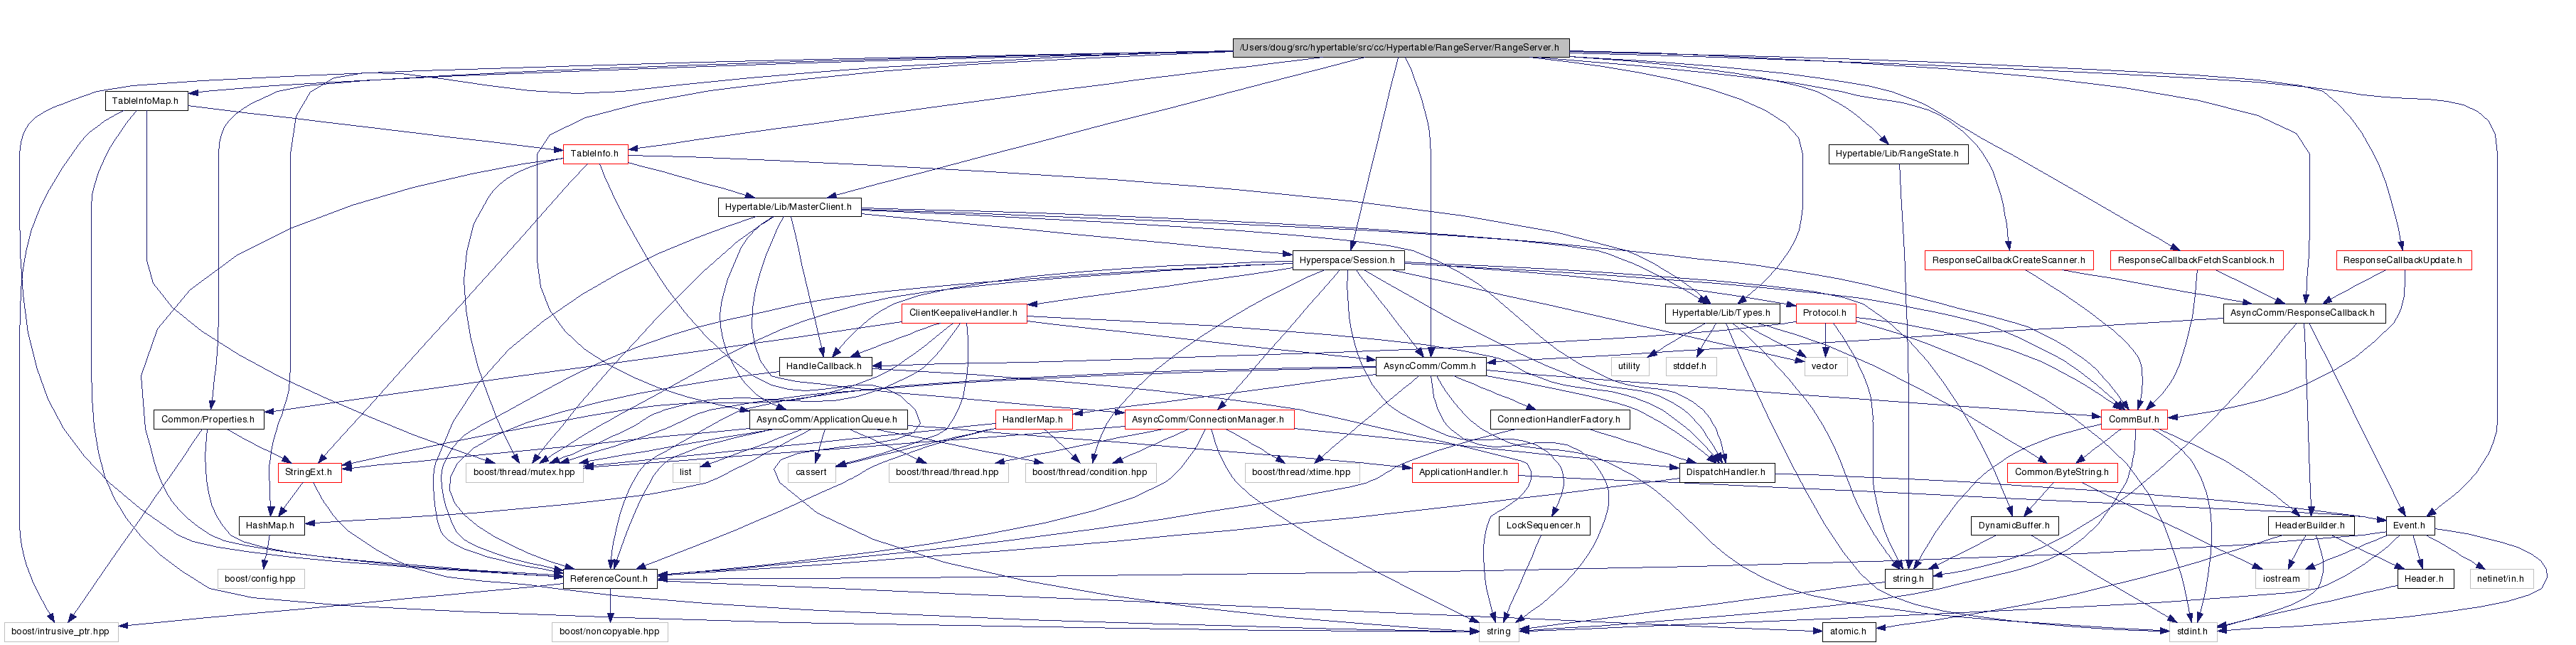 /Users/doug/src/hypertable/src/cc/Hypertable/RangeServer/RangeServer.h
TableInfoMap.h
TableInfo.h
Hypertable/Lib/RangeState.h
Hypertable/Lib/MasterClient.h
Hyperspace/Session.h
ResponseCallbackCreateScanner.h
ResponseCallbackFetchScanblock.h
ResponseCallbackUpdate.h
ClientKeepaliveHandler.h
Hypertable/Lib/Types.h
Protocol.h
AsyncComm/ResponseCallback.h
HandleCallback.h
AsyncComm/Comm.h
utility
stddef.h
vector
Common/Properties.h
AsyncComm/ApplicationQueue.h
HandlerMap.h
AsyncComm/ConnectionManager.h
ConnectionHandlerFactory.h
CommBuf.h
StringExt.h
boost/thread/mutex.hpp
list
cassert
boost/thread/thread.hpp
boost/thread/condition.hpp
boost/thread/xtime.hpp
ApplicationHandler.h
DispatchHandler.h
Common/ByteString.h
HashMap.h
LockSequencer.h
DynamicBuffer.h
HeaderBuilder.h
Event.h
boost/config.hpp
ReferenceCount.h
string.h
iostream
Header.h
netinet/in.h
boost/intrusive_ptr.hpp
boost/noncopyable.hpp
string
atomic.h
stdint.h